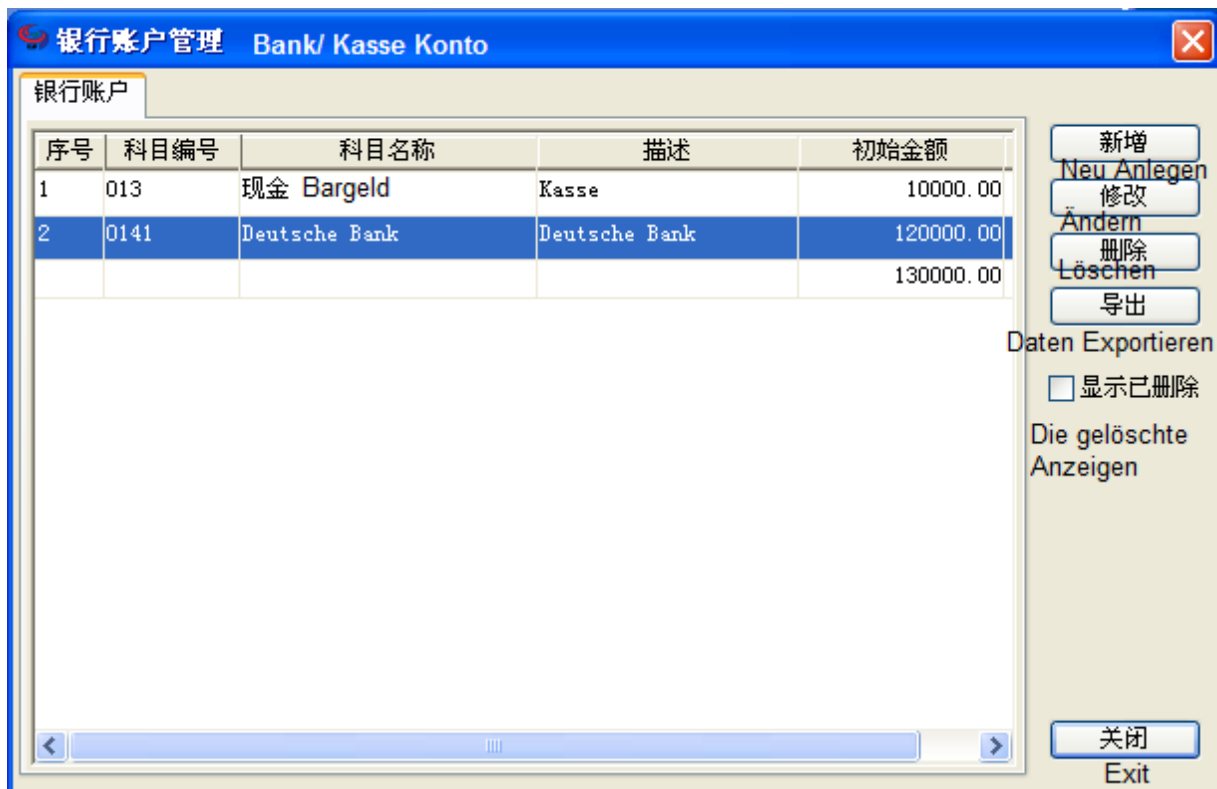 银行账户管理 Bank/ Kasse Konto
银行账户
序号 科目编号 科目名称 描述 初始金额
1 013 现金 Bargeld Kasse 10000.00
2 0141 Deutsche Bank Deutsche Bank 120000.00
130000.00
新增
Neu Anlegen
修改
Ändern
删除
Löschen
导出
Daten Exportieren
显示已删除
Die gelöschte
Anzeigen
关闭
Exit